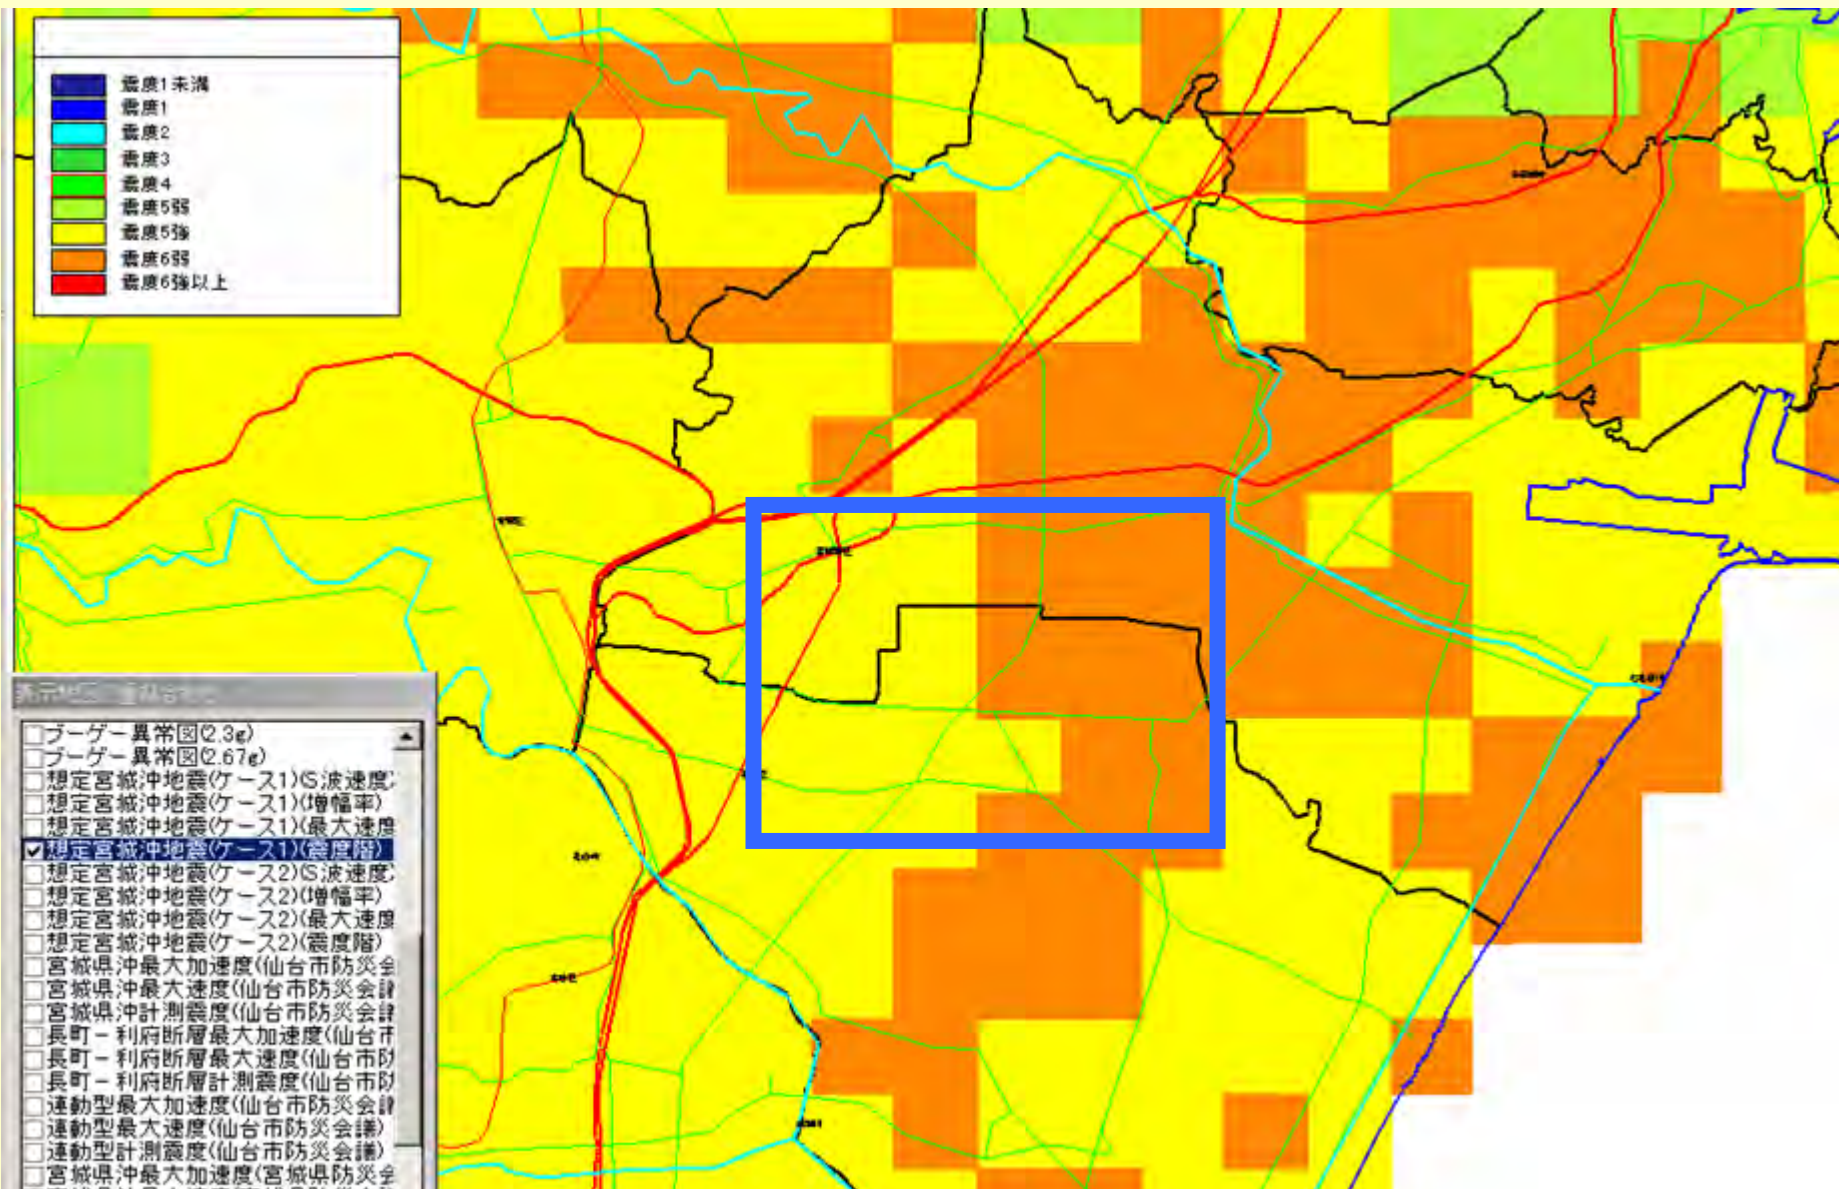 震度1未満
震度1
震度2
震度3
震度4
震度5弱
震度5強
震度6弱
震度6強以上
ブーゲー異常図(2.3g)
ブーゲー異常図(2.67g)
想定宮城沖地震(ケース1)(S波速度)
想定宮城沖地震(ケース1)(増幅率)
想定宮城沖地震(ケース1)(最大速度
想定宮城沖地震(ケース1)(震度階)
想定宮城沖地震(ケース2)(S波速度)
想定宮城沖地震(ケース2)(増幅率)
想定宮城沖地震(ケース2)(最大速度
想定宮城沖地震(ケース2)(震度階)
宮城県沖最大加速度(仙台市防災会
宮城県沖最大速度(仙台市防災会議
宮城県沖計測震度(仙台市防災会議
長町－利府断層最大加速度(仙台市
長町－利府断層最大速度(仙台市防
長町－利府断層計測震度(仙台市防
連動型最大加速度(仙台市防災会議
連動型最大速度(仙台市防災会議)
連動型計測震度(仙台市防災会議)
宮城県沖最大加速度(宮城県防災会